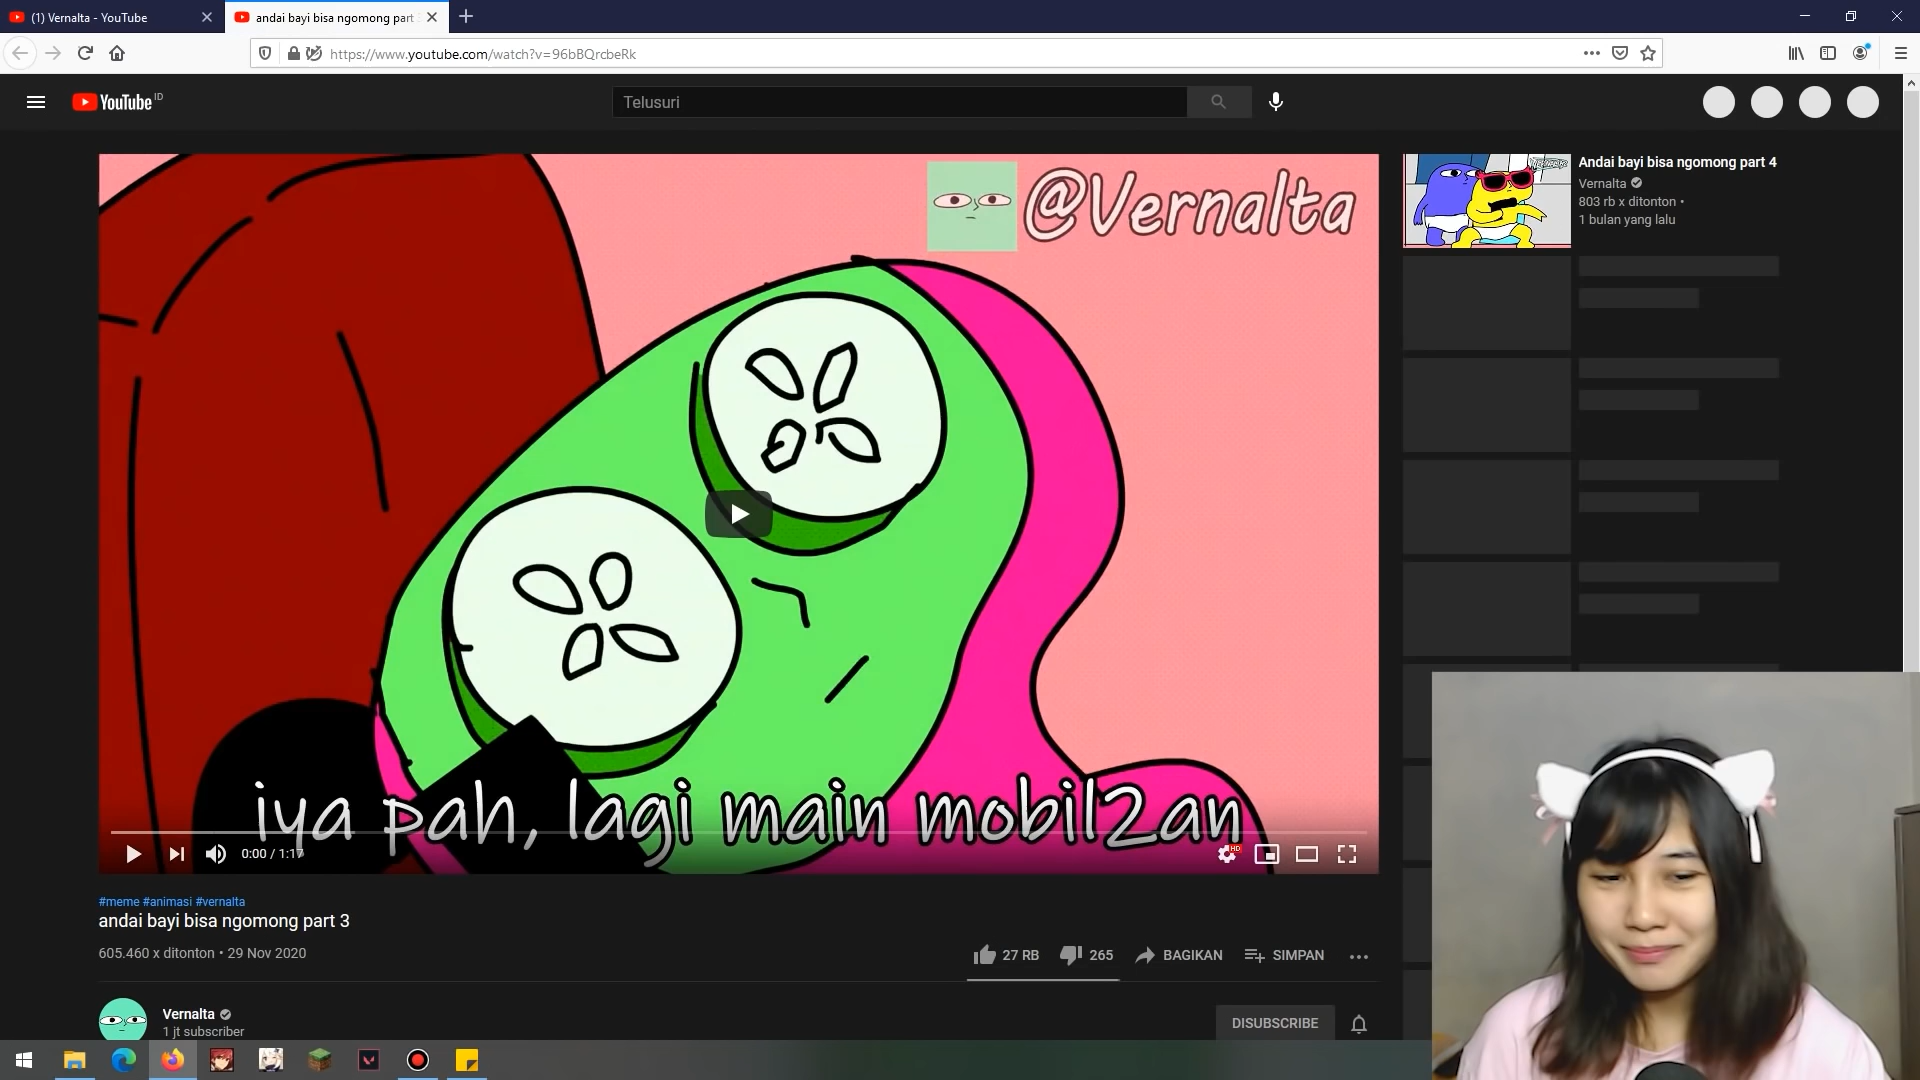 (1) Vernalta - YouTube
andai bayi bisa ngomong part
https://www.youtube.com/watch?v=96bBQrcbeRk
YouTube ID
Telusuri
@Vernalta
iya pah, lagi main mobil2an
0:00 / 1:17
HD
#meme #animasi #vernalta
andai bayi bisa ngomong part 3
605.460 x ditonton • 29 Nov 2020
27 RB
265
BAGIKAN
SIMPAN
Vernalta
1 jt subscriber
DISUBSCRIBE
Andai bayi bisa ngomong part 4
Vernalta
803 rb x ditonton •
1 bulan yang lalu